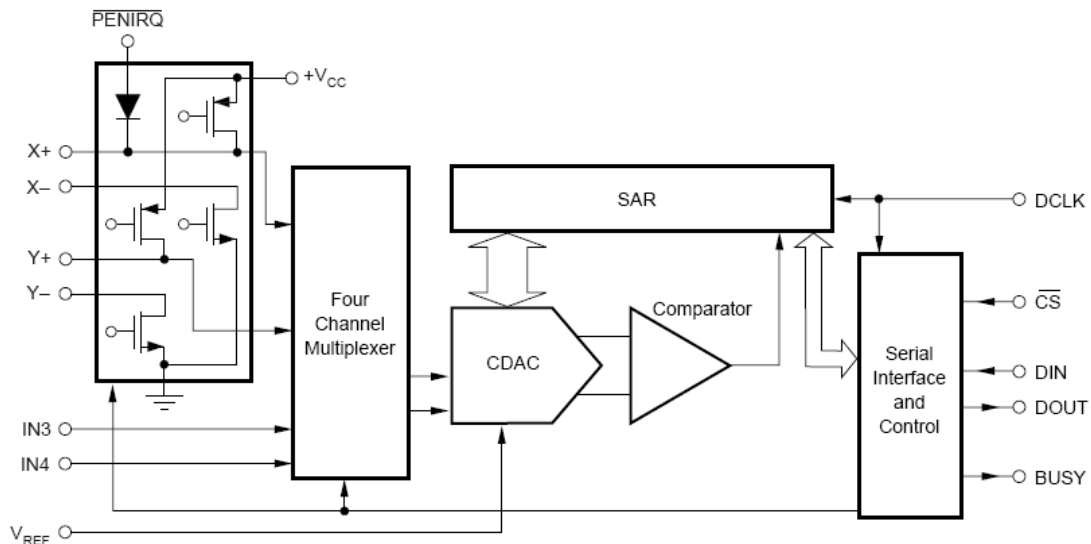 PENIRQ
+VCC
X+
X–
Y+
Y–
IN3
IN4
VREF
Four
Channel
Multiplexer
SAR
CDAC
Comparator
Serial
Interface
and
Control
DCLK
CS
DIN
DOUT
BUSY